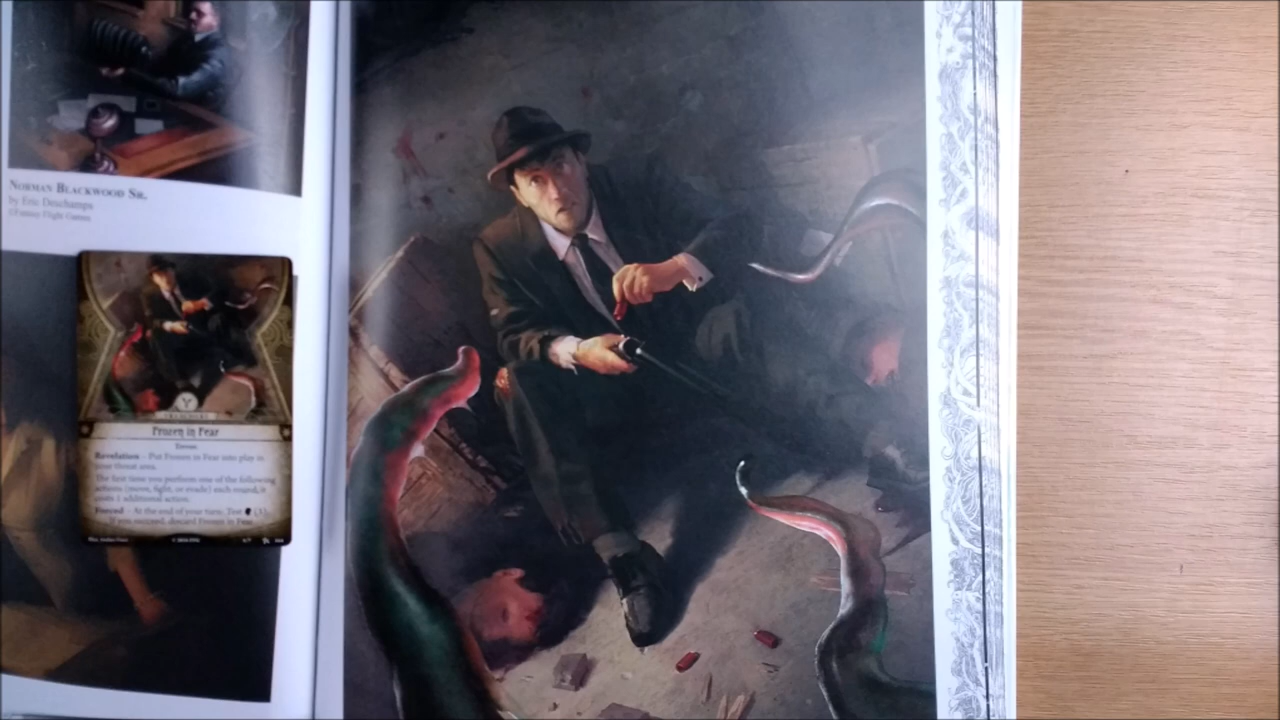 Norman Blackwood Sr.
by Eric Deschamps
©Fantasy Flight Games
TREACHERY
Frozen in Fear
Terror.
Revelation – Put Frozen in Fear into play in
your threat area.
The first time you perform one of the following
actions (move, fight, or evade) each round, it
costs 1 additional action.
Forced – At the end of your turn: Test (3).
If you succeed, discard Frozen in Fear.